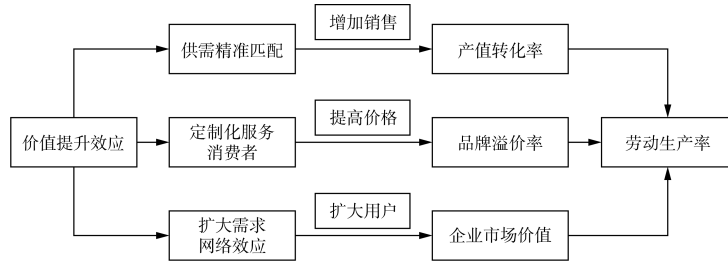 增加销售
供需精准匹配
产值转化率
提高价格
价值提升效应
定制化服务
消费者
品牌溢价率
劳动生产率
扩大用户
扩大需求
网络效应
企业市场价值